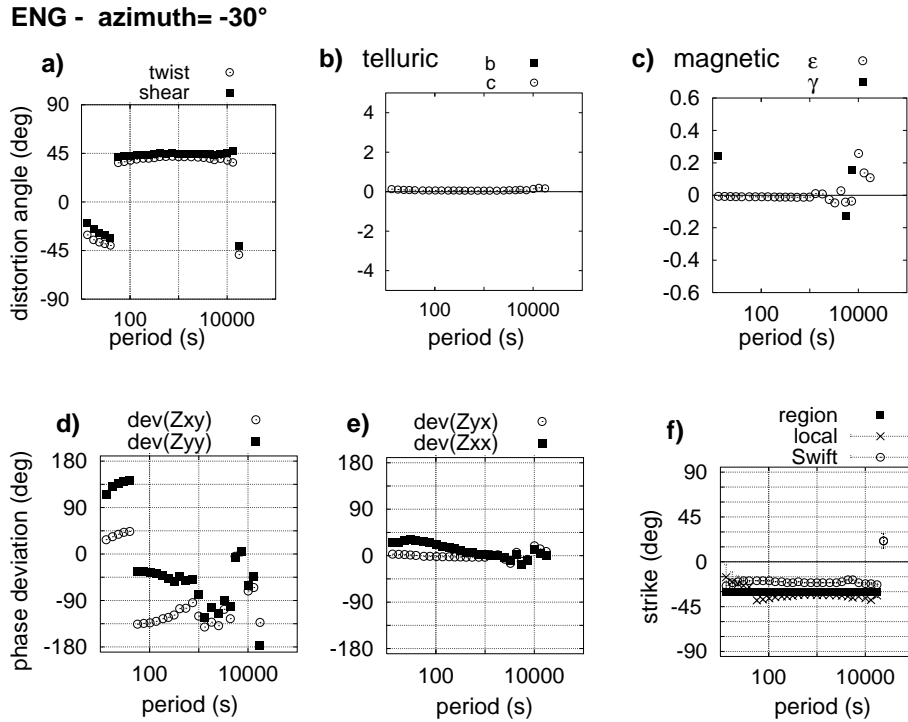 ENG - azimuth= -30°
a)
twist
shear
90
45
0
-45
-90
distortion angle (deg)
100 10000
period (s)
b) telluric
b
c
4
2
0
-2
-4
100 10000
period (s)
c) magnetic
ε
γ
0.6
0.4
0.2
0
-0.2
-0.4
-0.6
100 10000
period (s)
d)
dev(Zxy)
dev(Zyy)
180
90
0
-90
-180
phase deviation (deg)
100 10000
period (s)
e)
dev(Zyx)
dev(Zxx)
180
90
0
-90
-180
100 10000
period (s)
f)
region
local
Swift
90
45
0
-45
-90
strike (deg)
100 10000
period (s)